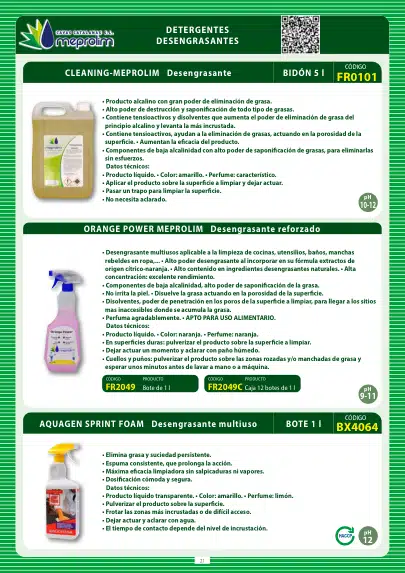 CATAS CATALANAS S.L.
meprolim
DETERGENTES
DESENGRASANTES
CLEANING-MEPROLIM Desengrasante
BIDÓN 5 l
CÓDIGO
FR0101
• Producto alcalino con gran poder de eliminación de grasa.
• Alto poder de destrucción y saponificación de todo tipo de grasas.
• Contiene tensioactivos y disolventes que aumenta el poder de eliminación de grasa del
principio alcalino y levanta la más incrustada.
• Contiene tensioactivos, ayudan a la eliminación de grasas, actuando en la porosidad de la
superficie. • Aumentan la eficacia del producto.
• Componentes de baja alcalinidad con alto poder de saponificación de grasas, para eliminarlas
sin esfuerzos.
Datos técnicos:
• Producto líquido. • Color: amarillo. • Perfume: característico.
• Aplicar el producto sobre la superficie a limpiar y dejar actuar.
• Pasar un trapo para limpiar la superficie.
• No necesita aclarado.
pH
10-12
ORANGE POWER MEPROLIM Desengrasante reforzado
• Desengrasante multiusos aplicable a la limpieza de cocinas, utensilios, baños, manchas
rebeldes en ropa,... • Alto poder desengrasante al incorporar en su fórmula extractos de
origen cítrico-naranja. • Alto contenido en ingredientes desengrasantes naturales. • Alta
concentración: excelente rendimiento.
• Componentes de baja alcalinidad, alto poder de saponificación de la grasa.
• No irrita la piel. • Disuelve la grasa actuando en la porosidad de la superficie.
• Disolventes, poder de penetración en los poros de la superficie a limpiar, para llegar a los sitios
mas inaccesibles donde se acumula la grasa.
• Perfuma agradablemente. • APTO PARA USO ALIMENTARIO.
Datos técnicos:
• Producto líquido. • Color: naranja. • Perfume: naranja.
• En superficies duras: pulverizar el producto sobre la superficie a limpiar.
• Dejar actuar un momento y aclarar con paño húmedo.
• Cuellos y puños: pulverizar el producto sobre las zonas rozadas y/o manchadas de grasa y
esperar unos minutos antes de lavar a mano o a máquina.
CÓDIGO PRODUCTO
FR2049 Bote de 1 l
CÓDIGO PRODUCTO
FR2049C Caja 12 botes de 1 l
pH
9-11
AQUAGEN SPRINT FOAM Desengrasante multiuso
BOTE 1 l
CÓDIGO
BX4064
• Elimina grasa y suciedad persistente.
• Espuma consistente, que prolonga la acción.
• Máxima eficacia limpiadora sin salpicaduras ni vapores.
• Dosificación cómoda y segura.
Datos técnicos:
• Producto líquido transparente. • Color: amarillo. • Perfume: limón.
• Pulverizar el producto sobre la superficie.
• Frotar las zonas más incrustadas o de difícil acceso.
• Dejar actuar y aclarar con agua.
• El tiempo de contacto depende del nivel de incrustación.
HACCP
pH
12
21